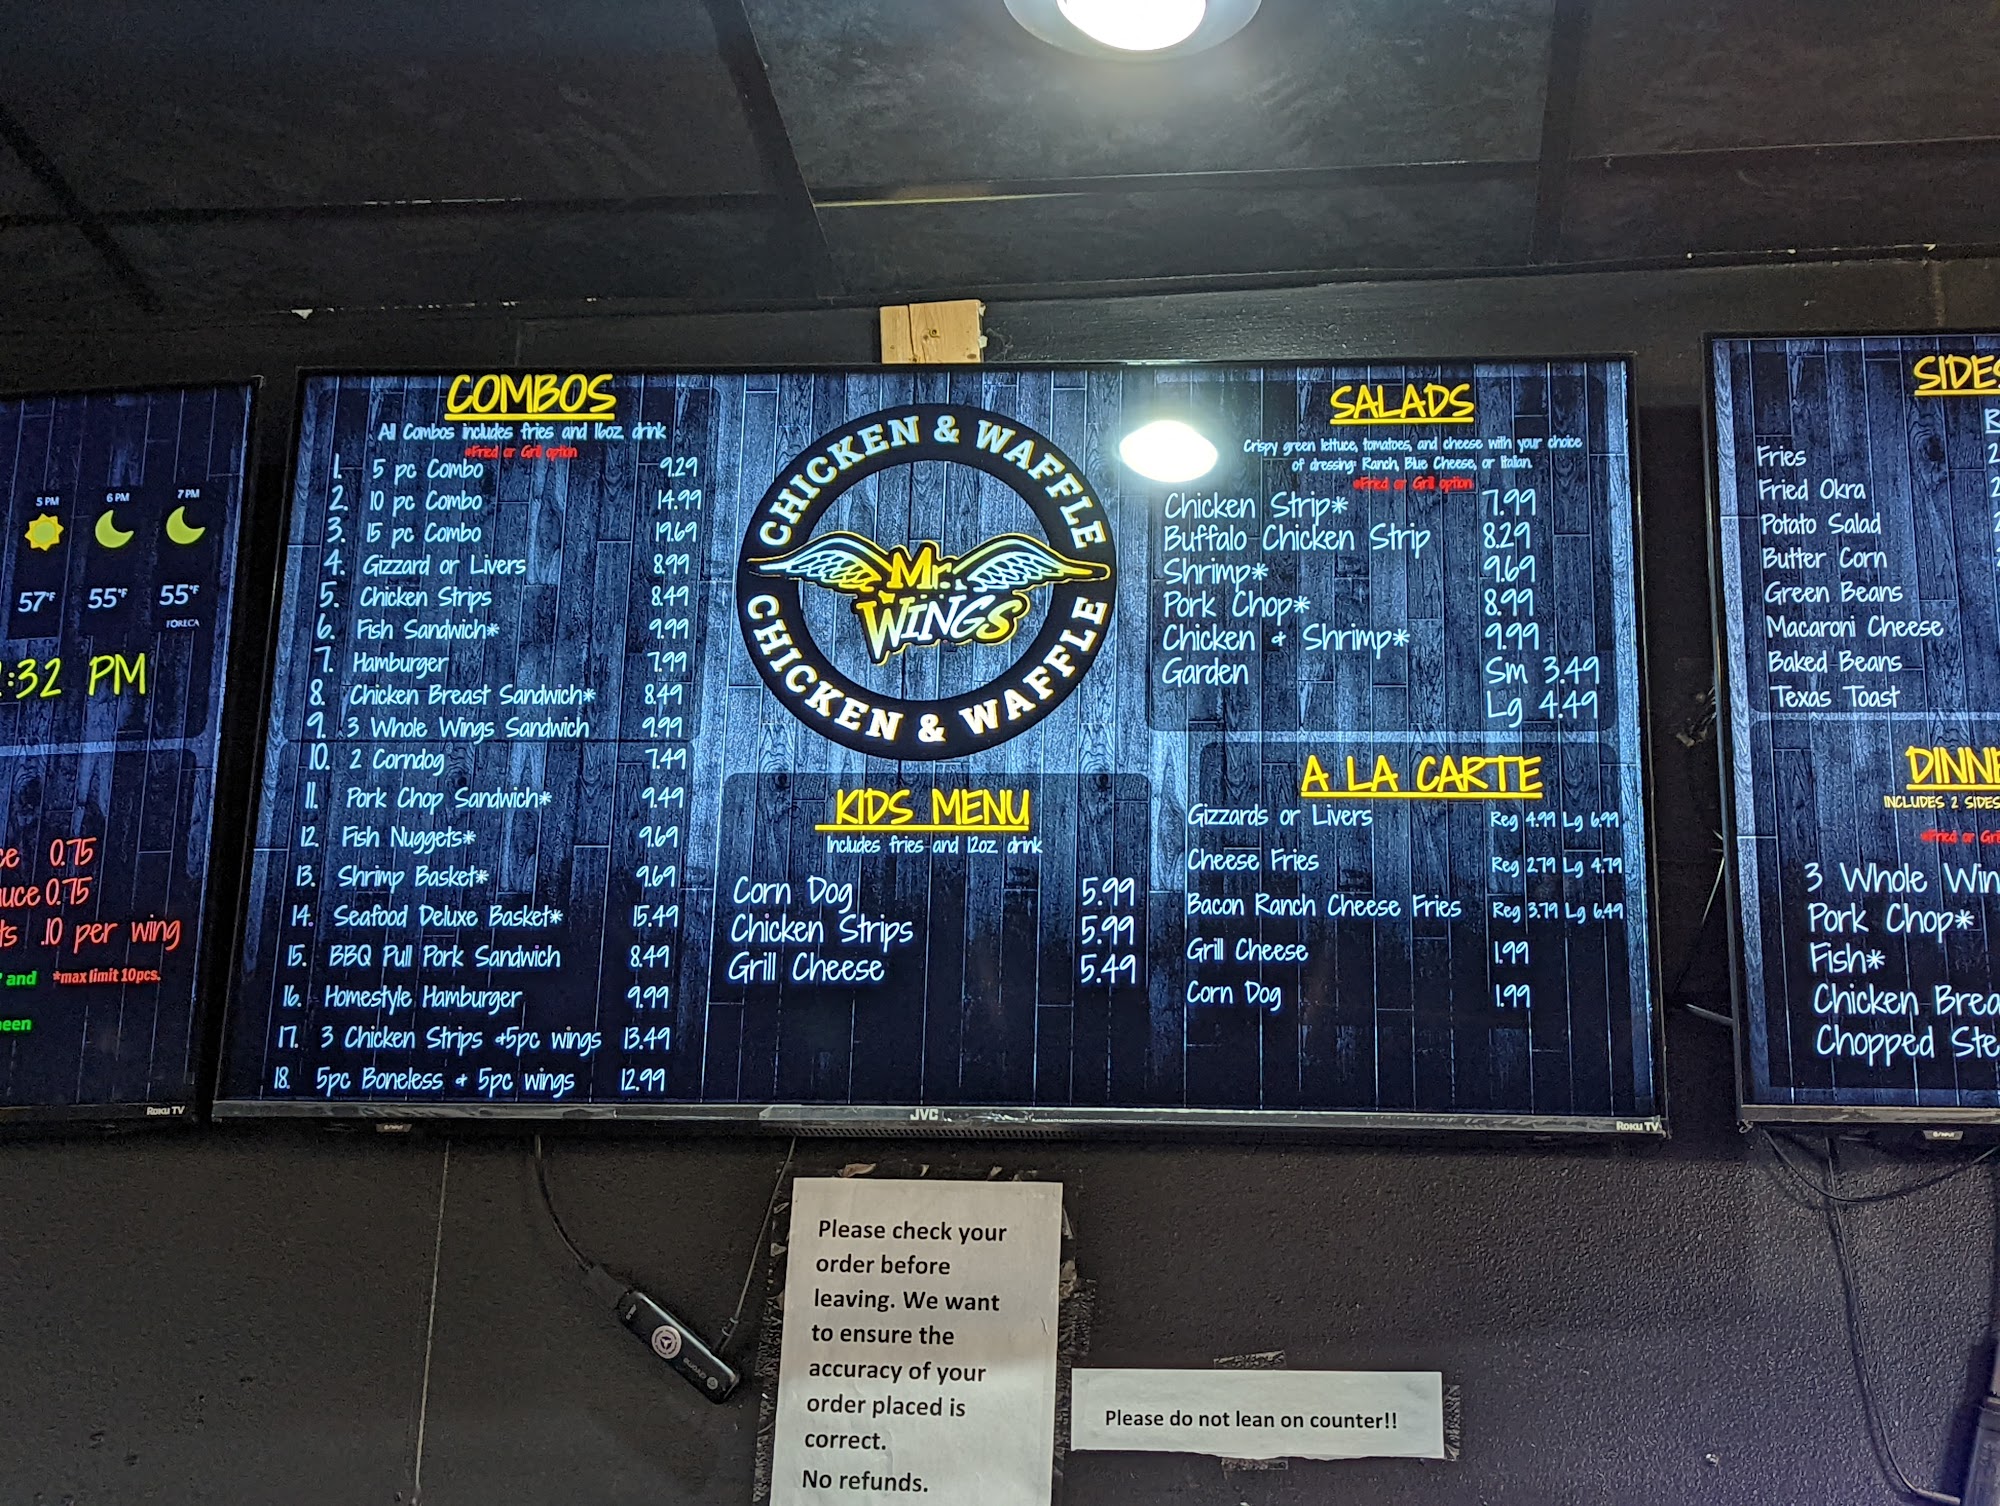 5 PM 6 PM 7 PM
57°F 55°F 55°F
FORECA
:32 PM
0.75
0.75
.10 per wing
and *max limit 10pcs.
ROKU TV
COMBOS
All Combos includes fries and 16oz. drink
*Fried or Grill option
1. 5 pc Combo 9.29
2. 10 pc Combo 14.99
3. 15 pc Combo 19.69
4. Gizzard or Livers 8.99
5. Chicken Strips 8.49
6. Fish Sandwich* 9.99
7. Hamburger 7.99
8. Chicken Breast Sandwich* 8.49
9. 3 Whole Wings Sandwich 9.99
10. 2 Corndog 7.49
11. Pork Chop Sandwich* 9.49
12. Fish Nuggets* 9.69
13. Shrimp Basket* 9.69
14. Seafood Deluxe Basket* 15.49
15. BBQ Pull Pork Sandwich 8.49
16. Homestyle Hamburger 9.99
17. 3 Chicken Strips +5pc wings 13.49
18. 5pc Boneless + 5pc wings 12.99
CHICKEN & WAFFLE
Mr.
WINGS
CHICKEN & WAFFLE
KIDS MENU
Includes fries and 12oz. drink
Corn Dog 5.99
Chicken Strips 5.99
Grill Cheese 5.49
SALADS
Crispy green lettuce, tomatoes, and cheese with your choice
of dressing: Ranch, Blue Cheese, or Italian.
*Fried or Grill option
Chicken Strip* 7.99
Buffalo Chicken Strip 8.29
Shrimp* 9.69
Pork Chop* 8.99
Chicken + Shrimp* 9.99
Garden Sm 3.49
Lg 4.49
A LA CARTE
Gizzards or Livers Reg 4.99 Lg 6.99
Cheese Fries Reg 2.79 Lg 4.79
Bacon Ranch Cheese Fries Reg 3.79 Lg 6.49
Grill Cheese 1.99
Corn Dog 1.99
JVC
ROKU TV
SIDES
Fries
Fried Okra
Potato Salad
Butter Corn
Green Beans
Macaroni Cheese
Baked Beans
Texas Toast
DINNE
INCLUDES 2 SIDES
*Fried or Gri
3 Whole Win
Pork Chop*
Fish*
Chicken Brea
Chopped Ste
Please check your
order before
leaving. We want
to ensure the
accuracy of your
order placed is
correct.
No refunds.
Please do not lean on counter!!